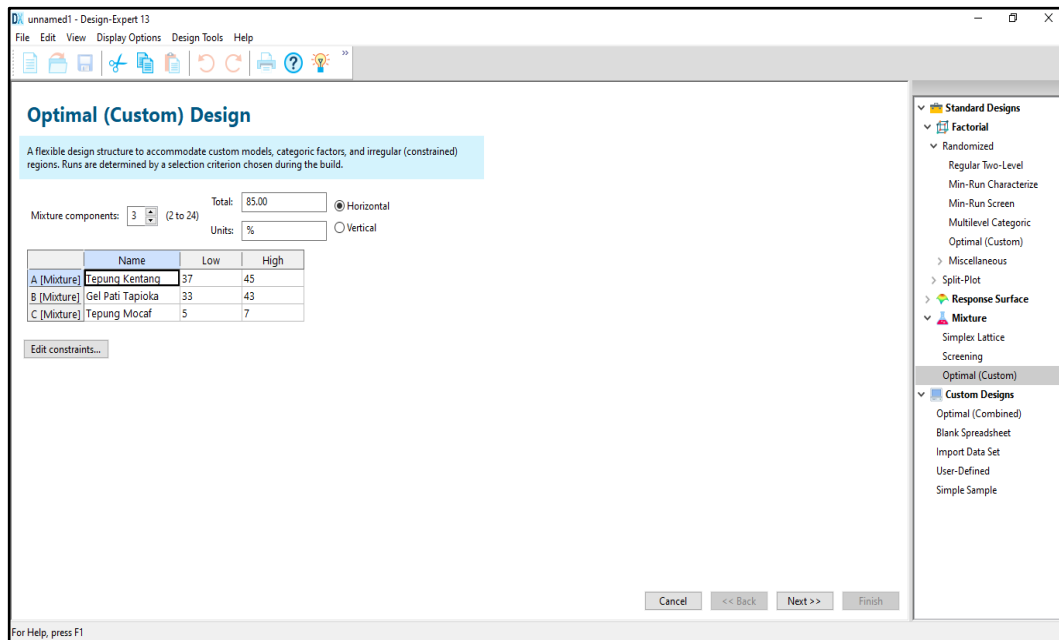 DX unnamed1 - Design-Expert 13
File Edit View Display Options Design Tools Help
»
Optimal (Custom) Design
A flexible design structure to accommodate custom models, categoric factors, and irregular (constrained)
regions. Runs are determined by a selection criterion chosen during the build.
Mixture components: 3 (2 to 24)
Total: 85.00
Units: %
Horizontal
Vertical
Name Low High
A [Mixture] Tepung Kentang 37 45
B [Mixture] Gel Pati Tapioka 33 43
C [Mixture] Tepung Mocaf 5 7
Edit constraints...
Standard Designs
Factorial
Randomized
Regular Two-Level
Min-Run Characterize
Min-Run Screen
Multilevel Categoric
Optimal (Custom)
Miscellaneous
Split-Plot
Response Surface
Mixture
Simplex Lattice
Screening
Optimal (Custom)
Custom Designs
Optimal (Combined)
Blank Spreadsheet
Import Data Set
User-Defined
Simple Sample
Cancel << Back Next >> Finish
For Help, press F1